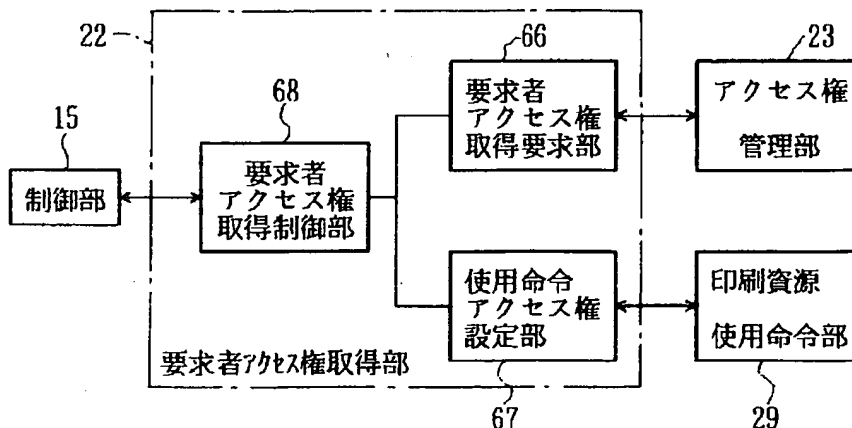 22
66
23
要求者
アクセス権
取得要求部
アクセス権
管理部
68
15
要求者
アクセス権
取得制御部
制御部
使用命令
アクセス権
設定部
印刷資源
使用命令部
要求者アクセス権取得部
67
29